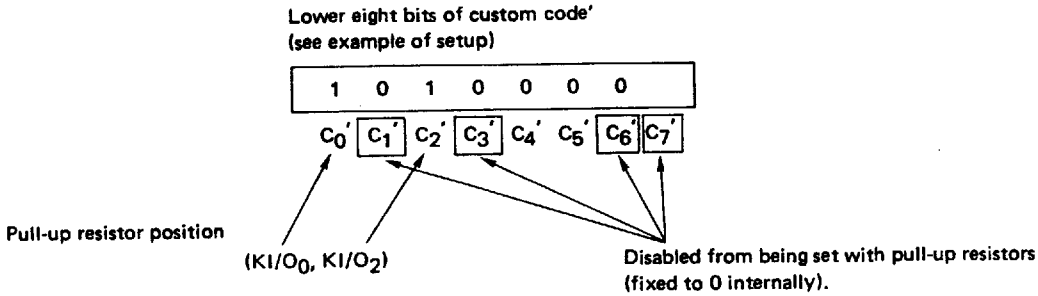 Lower eight bits of custom code′
(see example of setup)
1 0 1 0 0 0 0
C₀′ C₁′ C₂′ C₃′ C₄′ C₅′ C₆′ C₇′
Pull-up resistor position
(KI/O₀, KI/O₂)
Disabled from being set with pull-up resistors
(fixed to 0 internally).